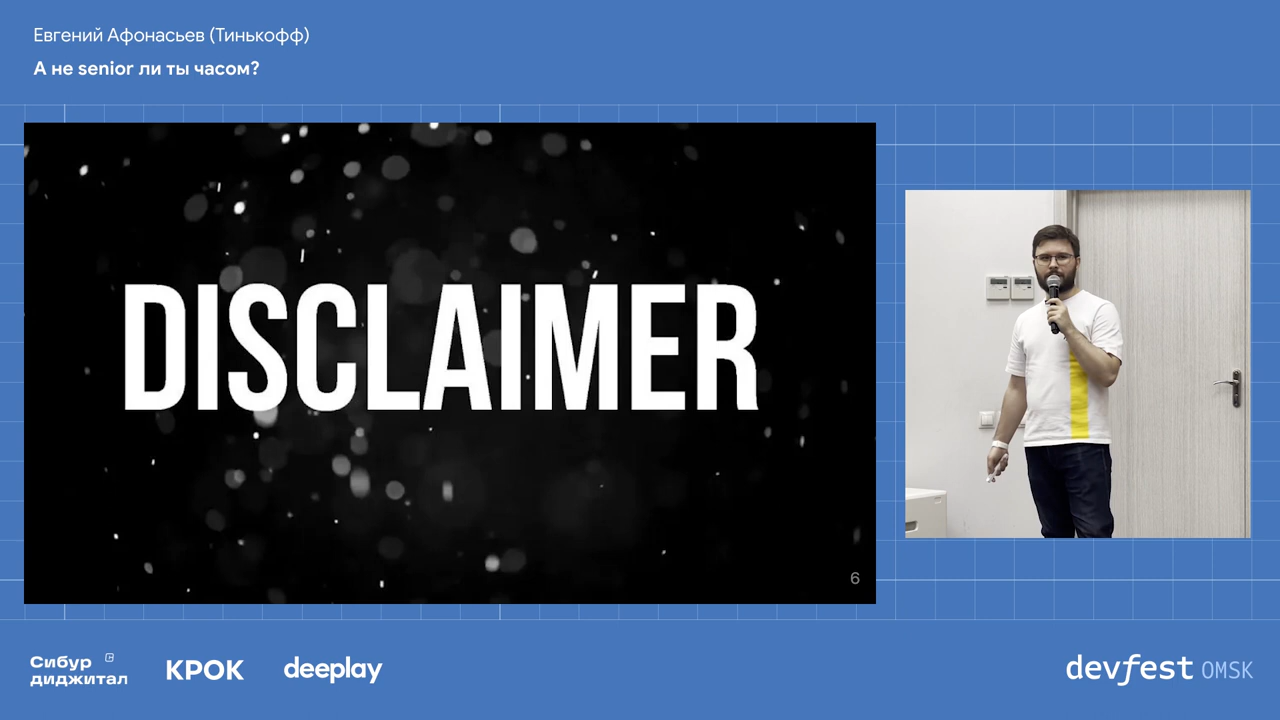 Евгений Афонасьев (Тинькофф)
А не senior ли ты часом?
DISCLAIMER
6
Сибур
диджитал
КРОК
deeplay
devfest OMSK